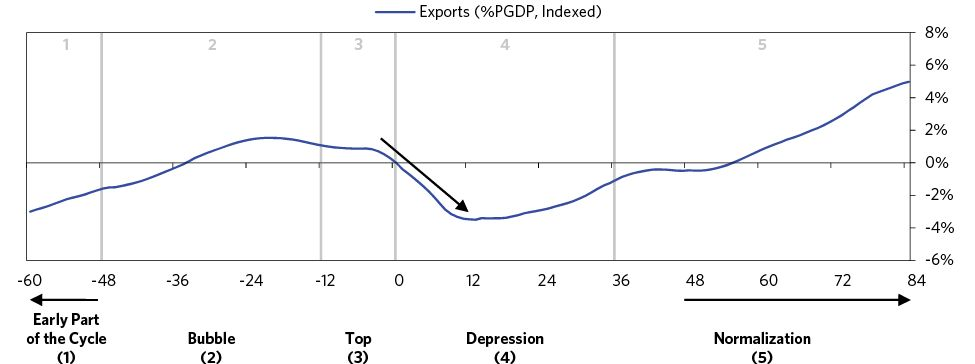 Exports (%PGDP, Indexed)
1 2 3 4 5
8%
6%
4%
2%
0%
-2%
-4%
-6%
-60 -48 -36 -24 -12 0 12 24 36 48 60 72 84
Early Part
of the Cycle
(1)
Bubble
(2)
Top
(3)
Depression
(4)
Normalization
(5)